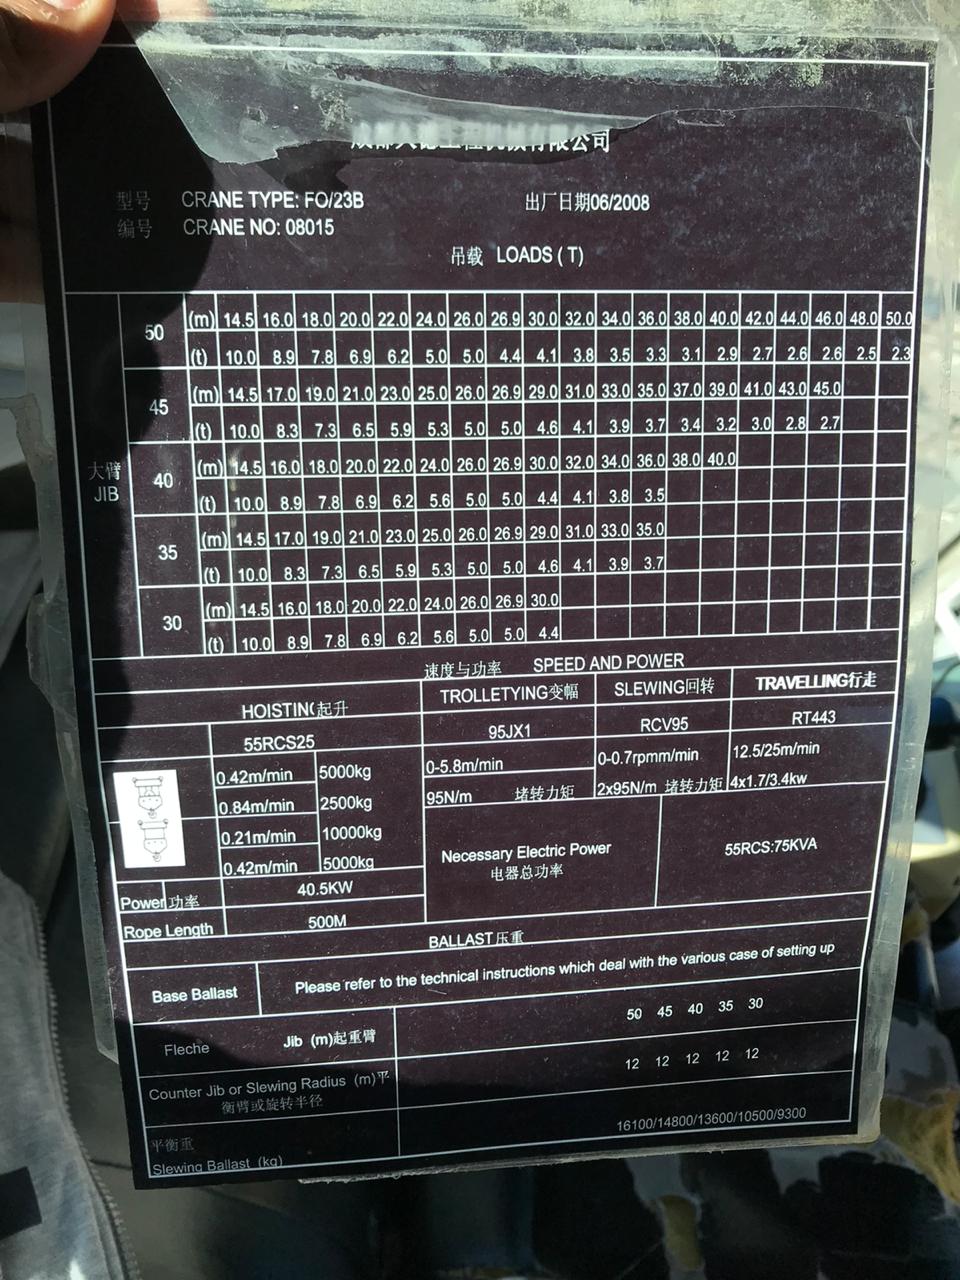 工程机械有限公司
型号 CRANE TYPE: FO/23B 出厂日期06/2008
编号 CRANE NO: 08015
吊载 LOADS ( T )
大臂 JIB
50 (m) 14.5 16.0 18.0 20.0 22.0 24.0 26.0 26.9 30.0 32.0 34.0 36.0 38.0 40.0 42.0 44.0 46.0 48.0 50.0
(t) 10.0 8.9 7.8 6.9 6.2 5.0 5.0 4.4 4.1 3.8 3.5 3.3 3.1 2.9 2.7 2.6 2.6 2.5 2.3
45 (m) 14.5 17.0 19.0 21.0 23.0 25.0 26.0 26.9 29.0 31.0 33.0 35.0 37.0 39.0 41.0 43.0 45.0
(t) 10.0 8.3 7.3 6.5 5.9 5.3 5.0 5.0 4.6 4.1 3.9 3.7 3.4 3.2 3.0 2.8 2.7
40 (m) 14.5 16.0 18.0 20.0 22.0 24.0 26.0 26.9 30.0 32.0 34.0 36.0 38.0 40.0
(t) 10.0 8.9 7.8 6.9 6.2 5.6 5.0 5.0 4.4 4.1 3.8 3.5
35 (m) 14.5 17.0 19.0 21.0 23.0 25.0 26.0 26.9 29.0 31.0 33.0 35.0
(t) 10.0 8.3 7.3 6.5 5.9 5.3 5.0 5.0 4.6 4.1 3.9 3.7
30 (m) 14.5 16.0 18.0 20.0 22.0 24.0 26.0 26.9 30.0
(t) 10.0 8.9 7.8 6.9 6.2 5.6 5.0 5.0 4.4
速度与功率 SPEED AND POWER
HOISTIN(起升 TROLLETYING变幅 SLEWING回转 TRAVELLING行走
55RCS25 95JX1 RCV95 RT443
0.42m/min 5000kg 0-5.8m/min 0-0.7rpmm/min 12.5/25m/min
0.84m/min 2500kg 95N/m 堵转力矩 2x95N/m 堵转力矩 4x1.7/3.4kw
0.21m/min 10000kg
0.42m/min 5000kg
Necessary Electric Power 55RCS:75KVA
电器总功率
Power 功率 40.5KW
Rope Length 500M
BALLAST压重
Base Ballast Please refer to the technical instructions which deal with the various case of setting up
Fleche Jib (m)起重臂 50 45 40 35 30
Counter Jib or Slewing Radius (m)平 12 12 12 12 12
衡臂或旋转半径
平衡重 16100/14800/13600/10500/9300
Slewing Ballast (kg)